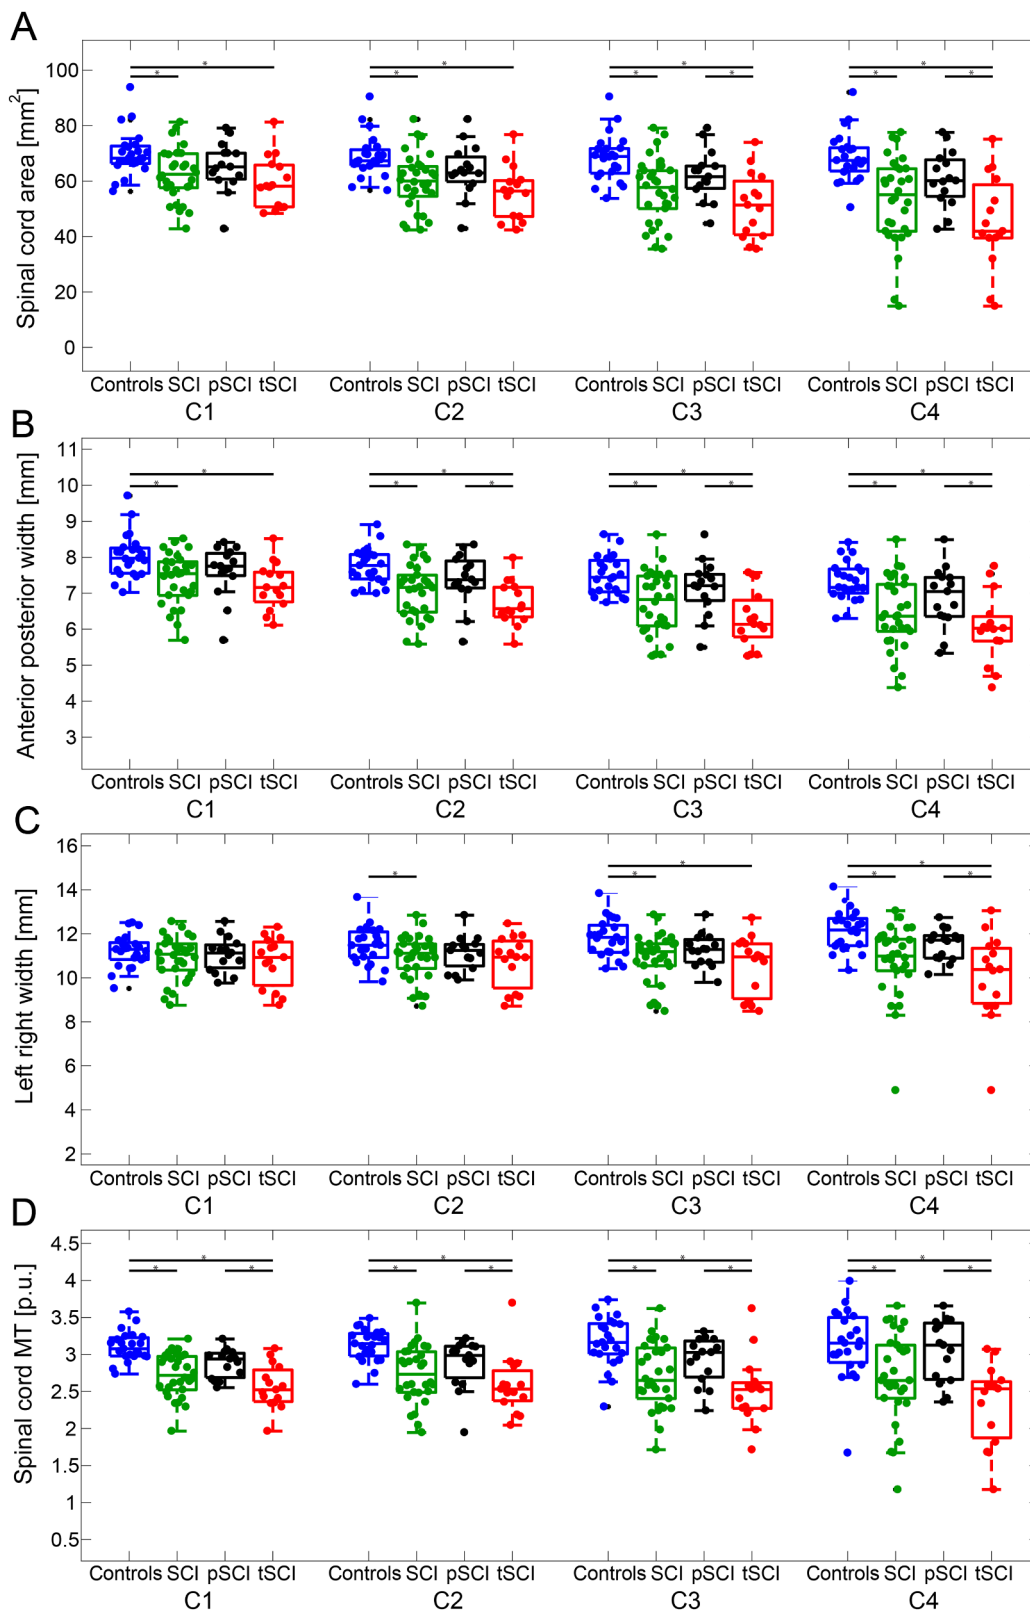 A
Spinal cord area [mm2]
100
80
60
40
20
0
* * * * * * * * * *
Controls SCI pSCI tSCI Controls SCI pSCI tSCI Controls SCI pSCI tSCI Controls SCI pSCI tSCI
C1 C2 C3 C4
B
Anterior posterior width [mm]
11
10
9
8
7
6
5
4
3
* * * * * * * * * * *
Controls SCI pSCI tSCI Controls SCI pSCI tSCI Controls SCI pSCI tSCI Controls SCI pSCI tSCI
C1 C2 C3 C4
C
Left right width [mm]
16
14
12
10
8
6
4
2
* * * * * *
Controls SCI pSCI tSCI Controls SCI pSCI tSCI Controls SCI pSCI tSCI Controls SCI pSCI tSCI
C1 C2 C3 C4
D
Spinal cord MT [p.u.]
4.5
4
3.5
3
2.5
2
1.5
1
0.5
* * * * * * * * * * * *
Controls SCI pSCI tSCI Controls SCI pSCI tSCI Controls SCI pSCI tSCI Controls SCI pSCI tSCI
C1 C2 C3 C4